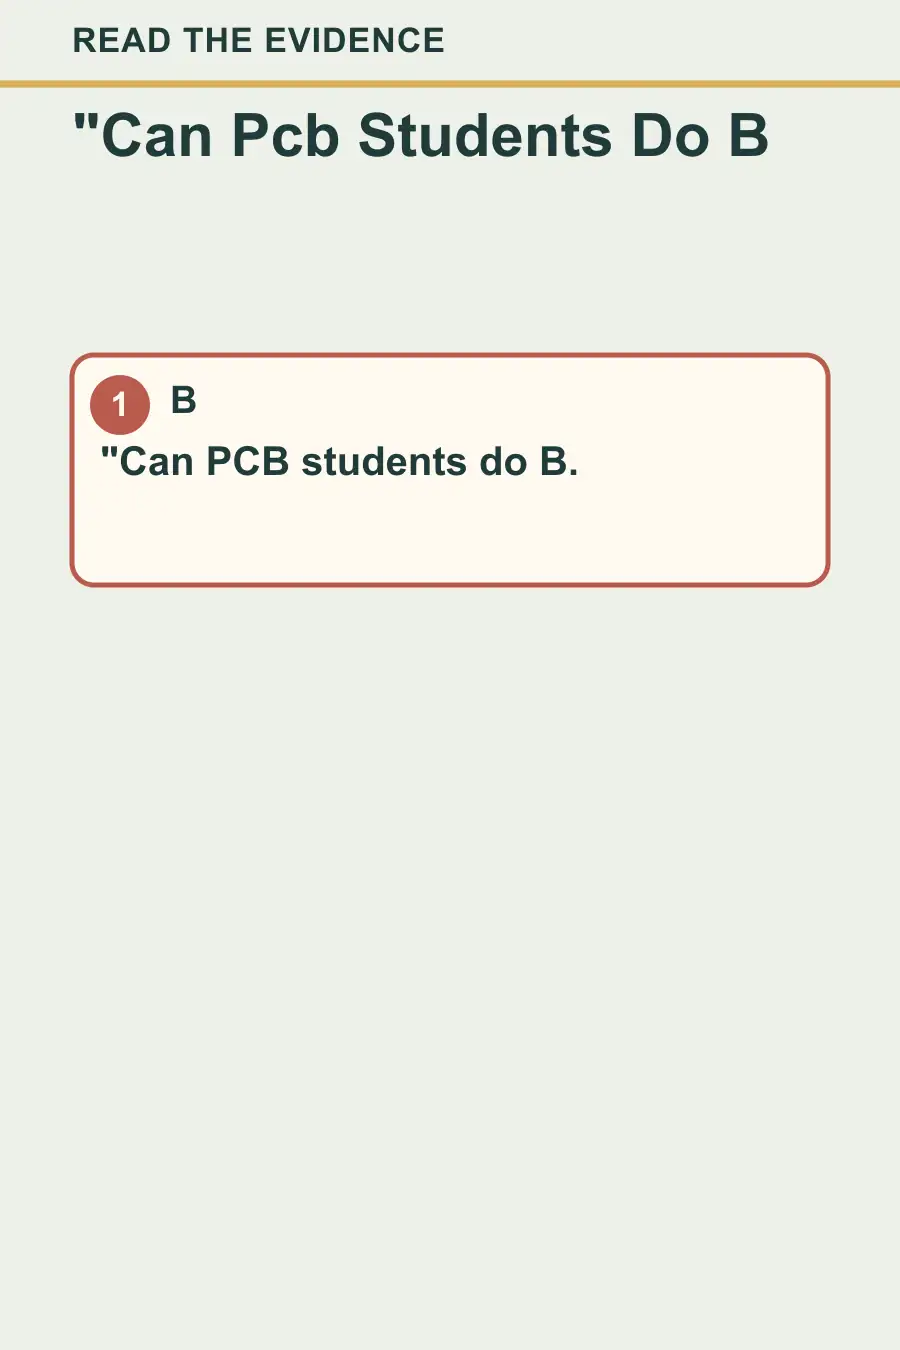 READ THE EVIDENCE
"Can Pcb Students Do B
1 B
"Can PCB students do B.